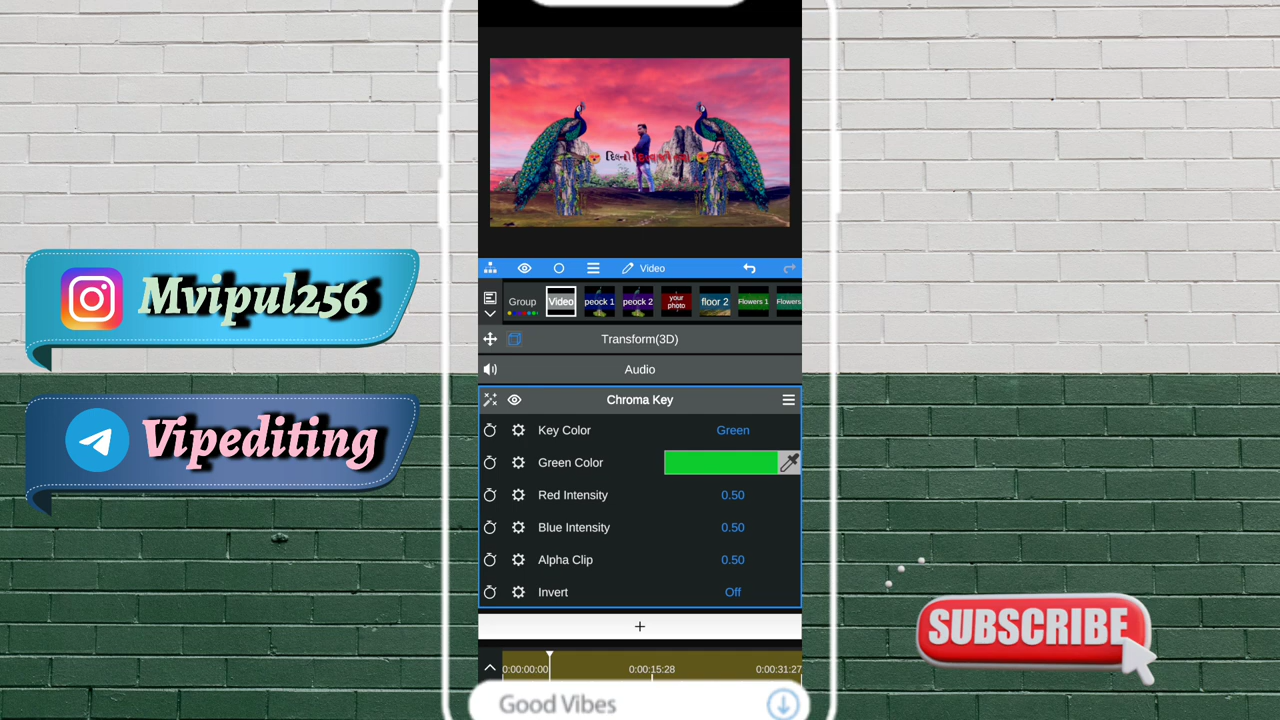 Video
Group
Video
peock 1
peock 2
your
photo
floor 2
Flowers 1
Flowers
Transform(3D)
Audio
Chroma Key
Key Color
Green
Green Color
Red Intensity
0.50
Blue Intensity
0.50
Alpha Clip
0.50
Invert
Off
+
0:00:00:00
0:00:15:28
0:00:31:27
Good Vibes
Mvipul256
Vipediting
SUBSCRIBE